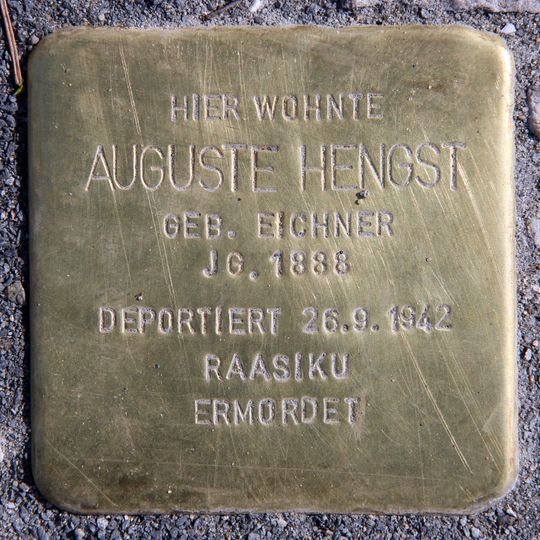 HIER WOHNTE
AUGUSTE HENGST
GEB. EICHNER
JG. 1888
DEPORTIERT 26.9.1942
RAASIKU
ERMORDET